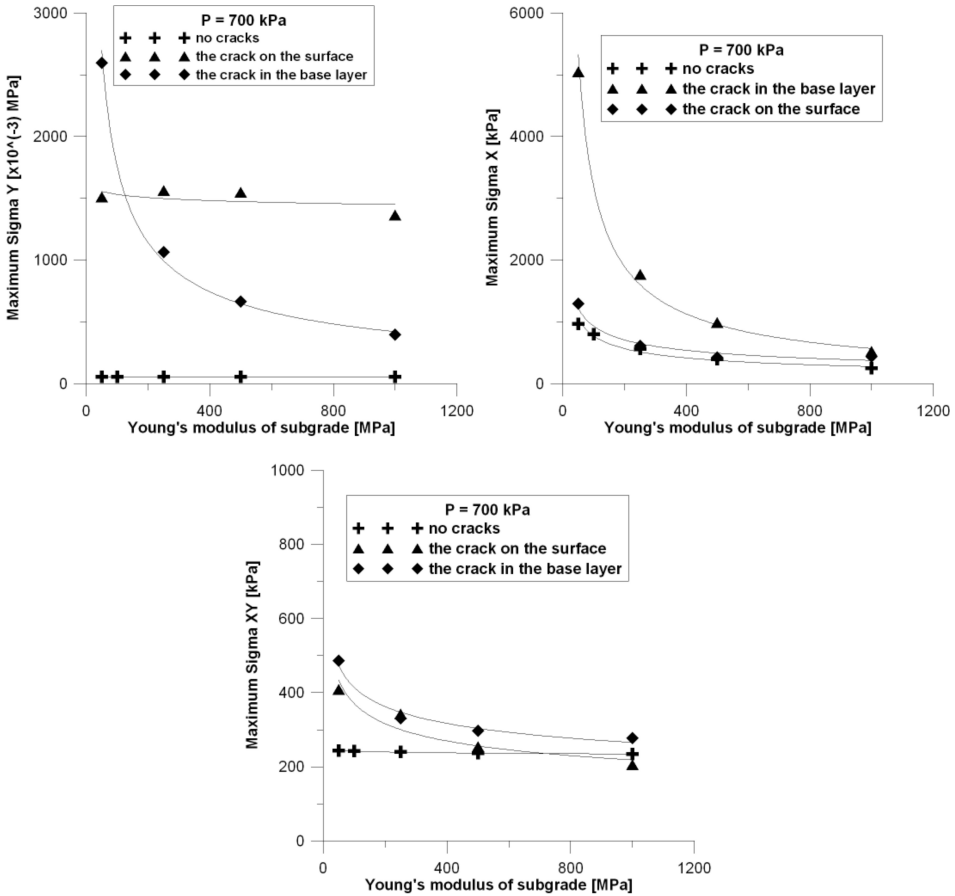 Maximum Sigma Y [x10^(-3) MPa]
3000
2000
1000
0
P = 700 kPa
no cracks
the crack on the surface
the crack in the base layer
0
400
800
1200
Young's modulus of subgrade [MPa]
Maximum Sigma X [kPa]
6000
4000
2000
0
P = 700 kPa
no cracks
the crack in the base layer
the crack on the surface
0
400
800
1200
Young's modulus of subgrade [MPa]
Maximum Sigma XY [kPa]
1000
800
600
400
200
0
P = 700 kPa
no cracks
the crack on the surface
the crack in the base layer
0
400
800
1200
Young's modulus of subgrade [MPa]